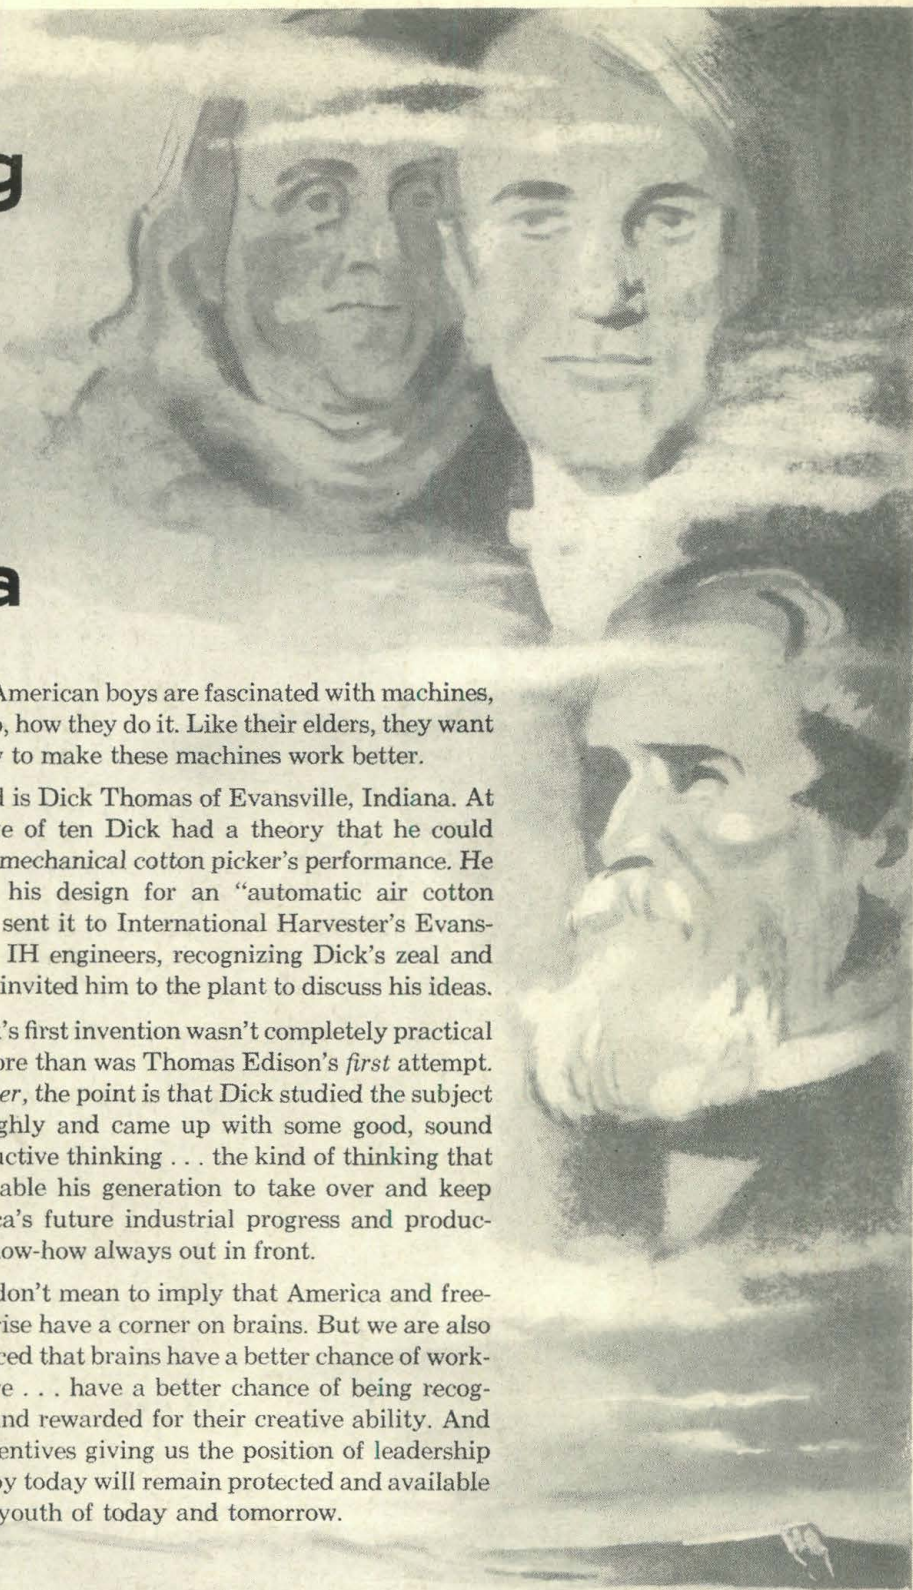 g
a
American boys are fascinated with machines,
, how they do it. Like their elders, they want
to make these machines work better.
is Dick Thomas of Evansville, Indiana. At
e of ten Dick had a theory that he could
mechanical cotton picker's performance. He
his design for an “automatic air cotton
sent it to International Harvester's Evans-
IH engineers, recognizing Dick's zeal and
invited him to the plant to discuss his ideas.
's first invention wasn't completely practical
ore than was Thomas Edison's first attempt.
er, the point is that Dick studied the subject
ghly and came up with some good, sound
uctive thinking . . . the kind of thinking that
able his generation to take over and keep
ca's future industrial progress and produc-
ow-how always out in front.
don't mean to imply that America and free-
rise have a corner on brains. But we are also
ced that brains have a better chance of work-
e . . . have a better chance of being recog-
nd rewarded for their creative ability. And
entives giving us the position of leadership
oy today will remain protected and available
youth of today and tomorrow.